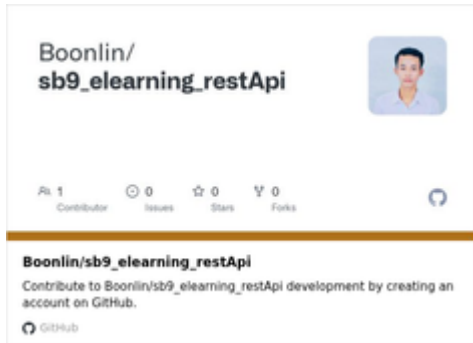 Boonlin/
sb9_elearning_restApi
1
Contributor
0
Issues
0
Stars
0
Forks
Boonlin/sb9_elearning_restApi
Contribute to Boonlin/sb9_elearning_restApi development by creating an
account on GitHub.
GitHub